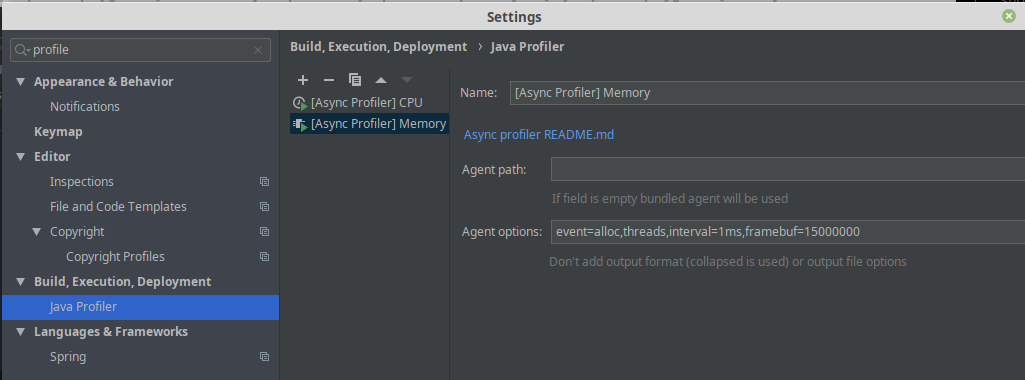 Settings
profile
Appearance & Behavior
Notifications
Keymap
Editor
Inspections
File and Code Templates
Copyright
Copyright Profiles
Build, Execution, Deployment
Java Profiler
Languages & Frameworks
Spring
Build, Execution, Deployment › Java Profiler
[Async Profiler] CPU
[Async Profiler] Memory
Name: [Async Profiler] Memory
Async profiler README.md
Agent path:
If field is empty bundled agent will be used
Agent options: event=alloc,threads,interval=1ms,framebuf=15000000
Don't add output format (collapsed is used) or output file options